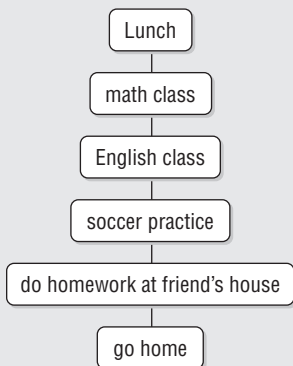 Lunch
math class
English class
soccer practice
do homework at friend's house
go home